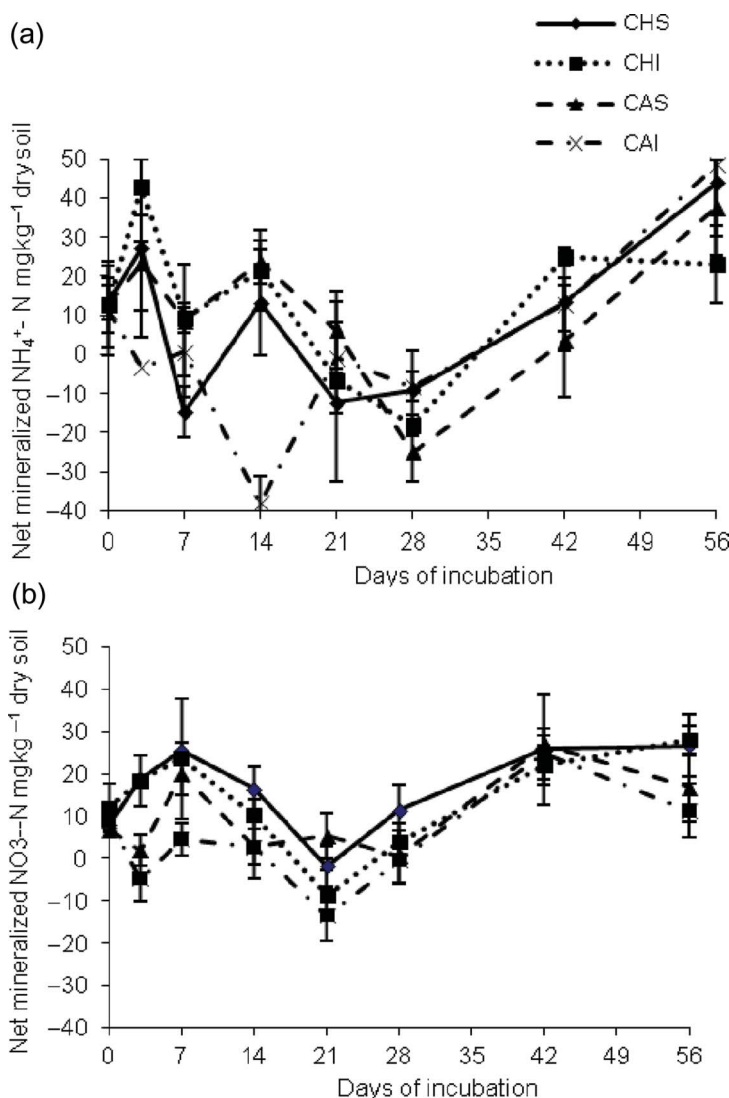 (a)
CHS
CHI
CAS
CAI
Net mineralized NH₄⁺- N mgkg⁻¹ dry soil
50
40
30
20
10
0
−10
−20
−30
−40
0 7 14 21 28 35 42 49 56
Days of incubation
(b)
Net mineralized NO3−-N mgkg⁻¹ dry soil
50
40
30
20
10
0
−10
−20
−30
−40
0 7 14 21 28 42 49 56
Days of incubation